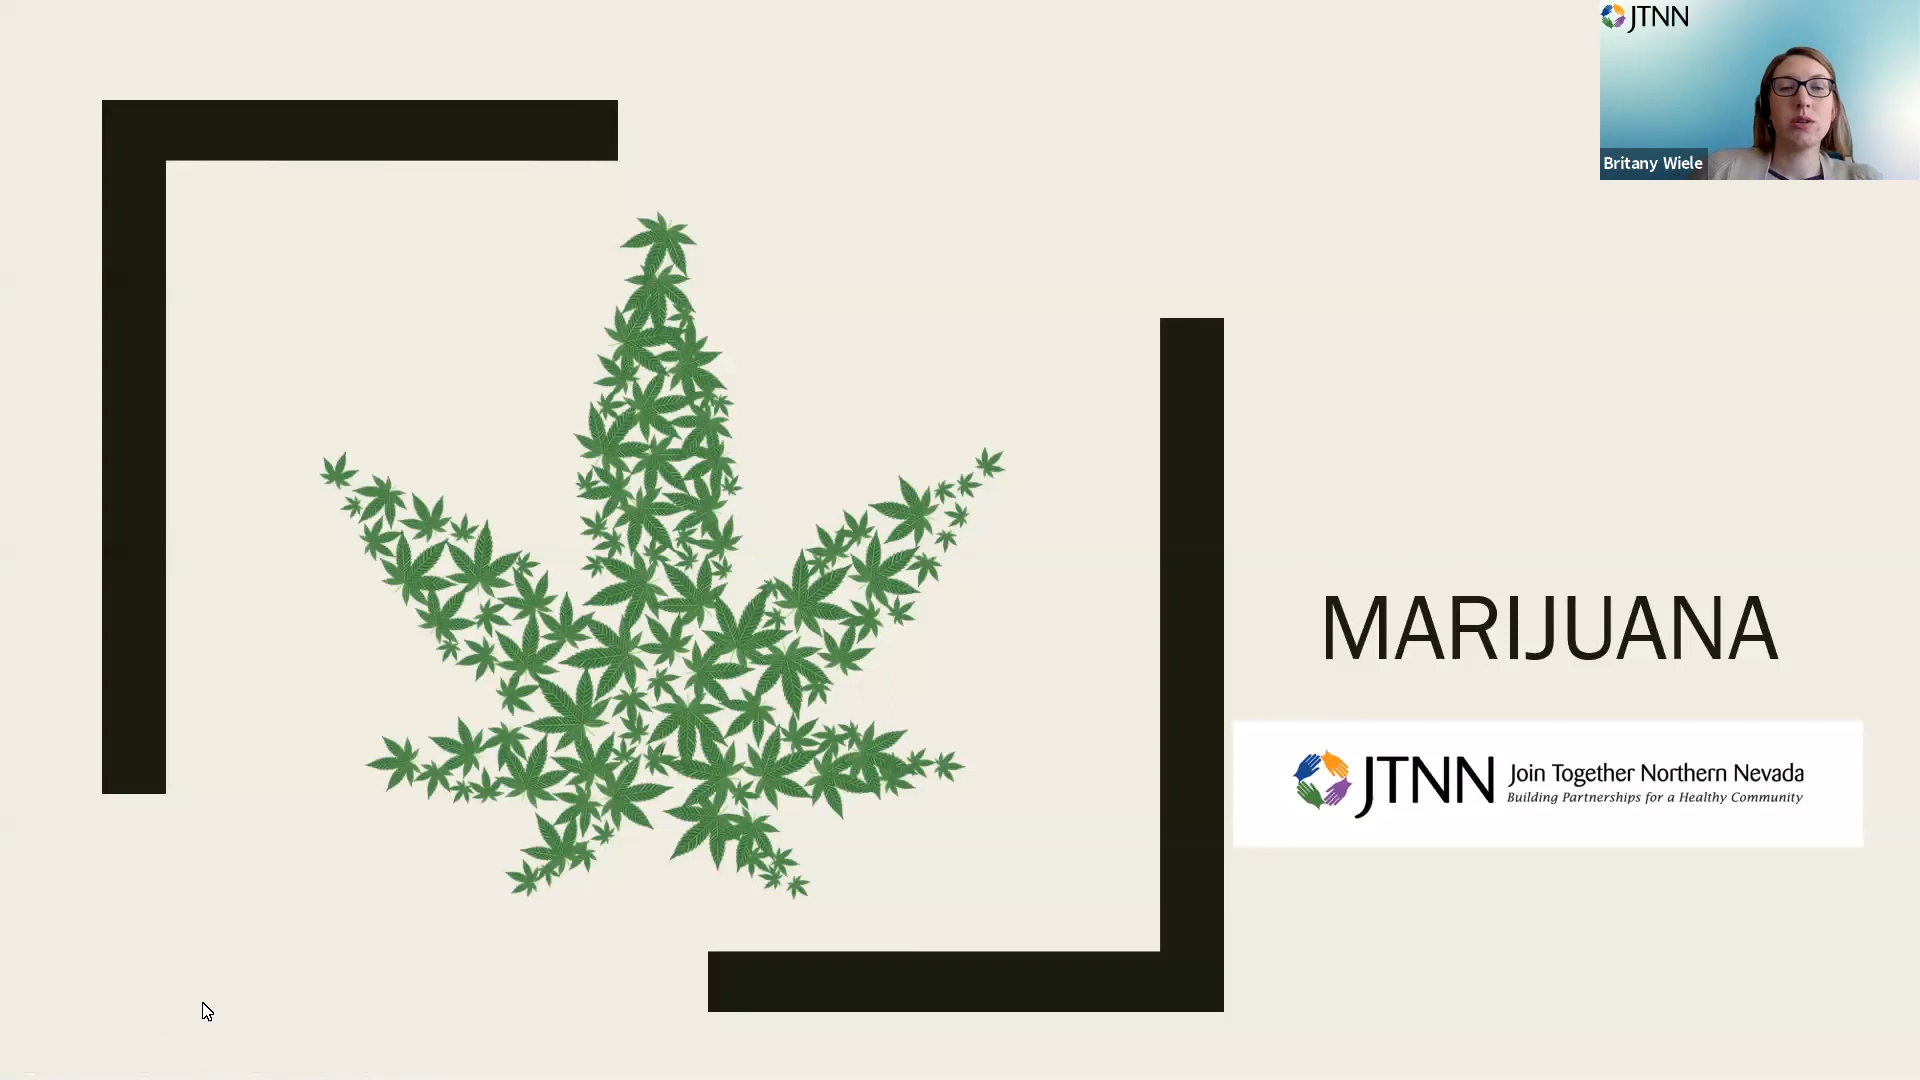 JTNN
Britany Wiele
MARIJUANA
JTNN Join Together Northern Nevada
Building Partnerships for a Healthy Community